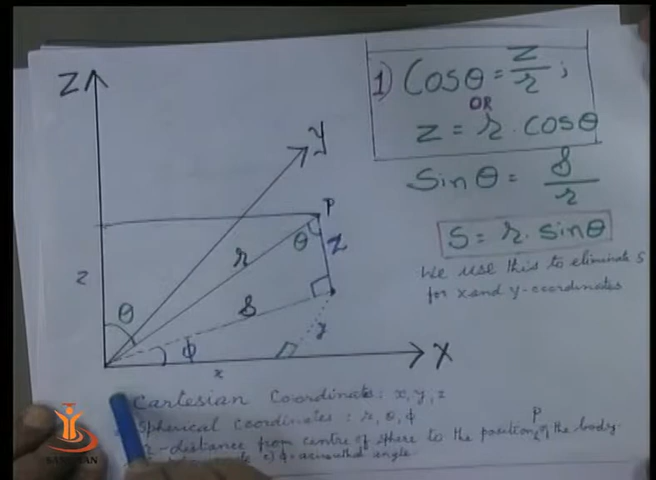 Z
Y
P
r
θ
z
z
θ
s
y
φ
x
X
1) Cosθ = z/r ;
OR
z = r . cosθ
Sinθ = s/r
S = r . sinθ
We use this to eliminate S
for x and y-coordinates
Cartesian Coordinate: x, y, z
Spherical Coordinates : r, θ, φ
r-distance from centre of sphere to the position P of the body.
φ = azimuthal angle